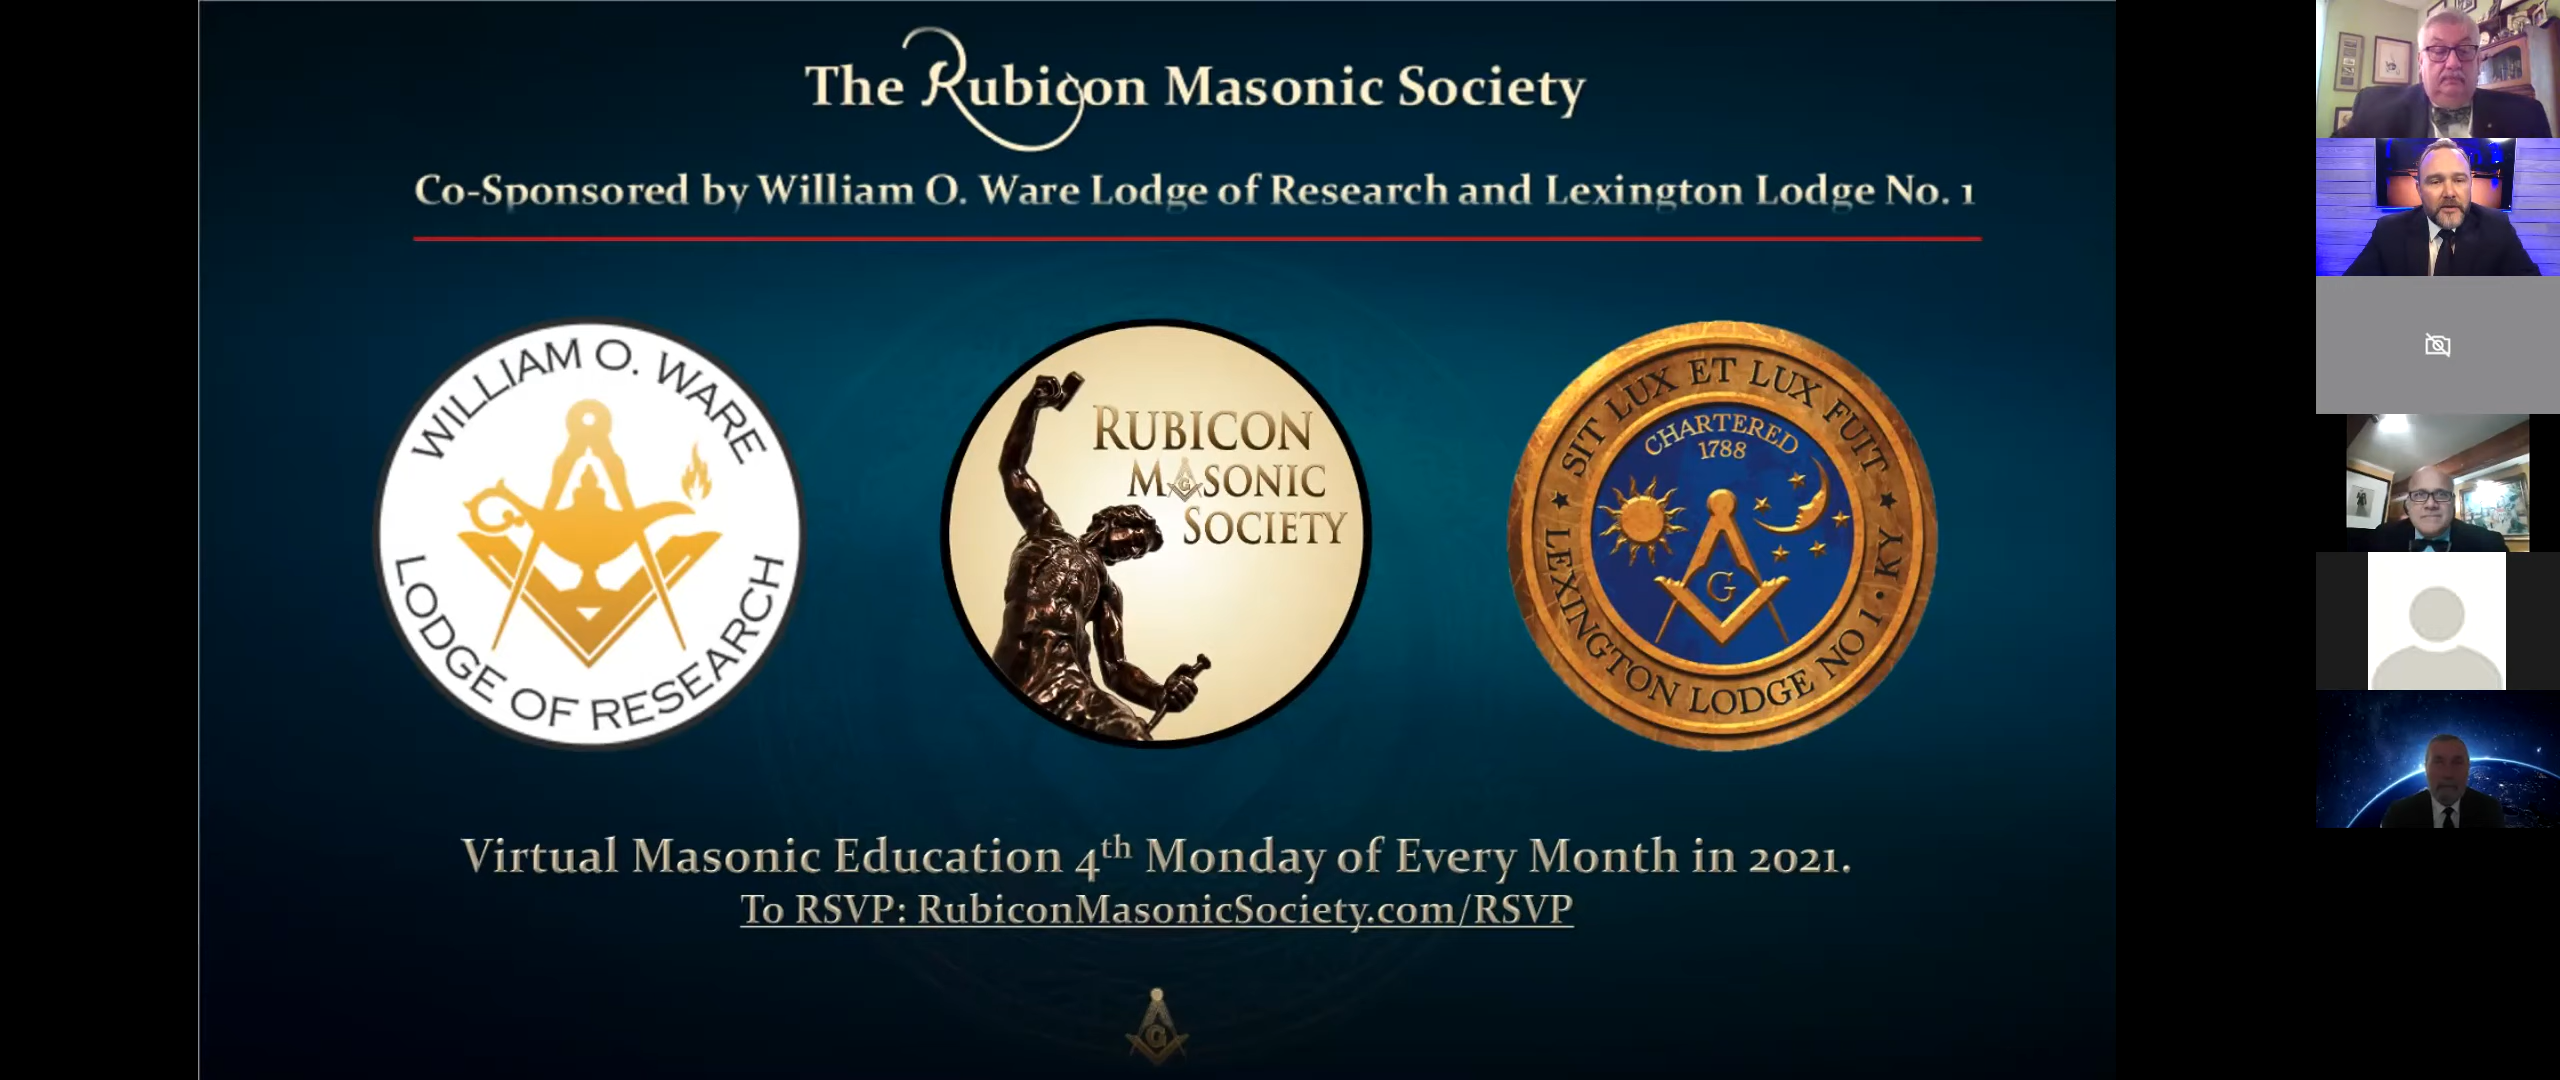 The Rubicon Masonic Society
Co-Sponsored by William O. Ware Lodge of Research and Lexington Lodge No. 1
WILLIAM O. WARE
LODGE OF RESEARCH
RUBICON
MASONIC
SOCIETY
G
SIT LUX ET LUX FUIT
CHARTERED
1788
G
LEXINGTON LODGE NO 1 • KY
Virtual Masonic Education 4th Monday of Every Month in 2021.
To RSVP: RubiconMasonicSociety.com/RSVP
G